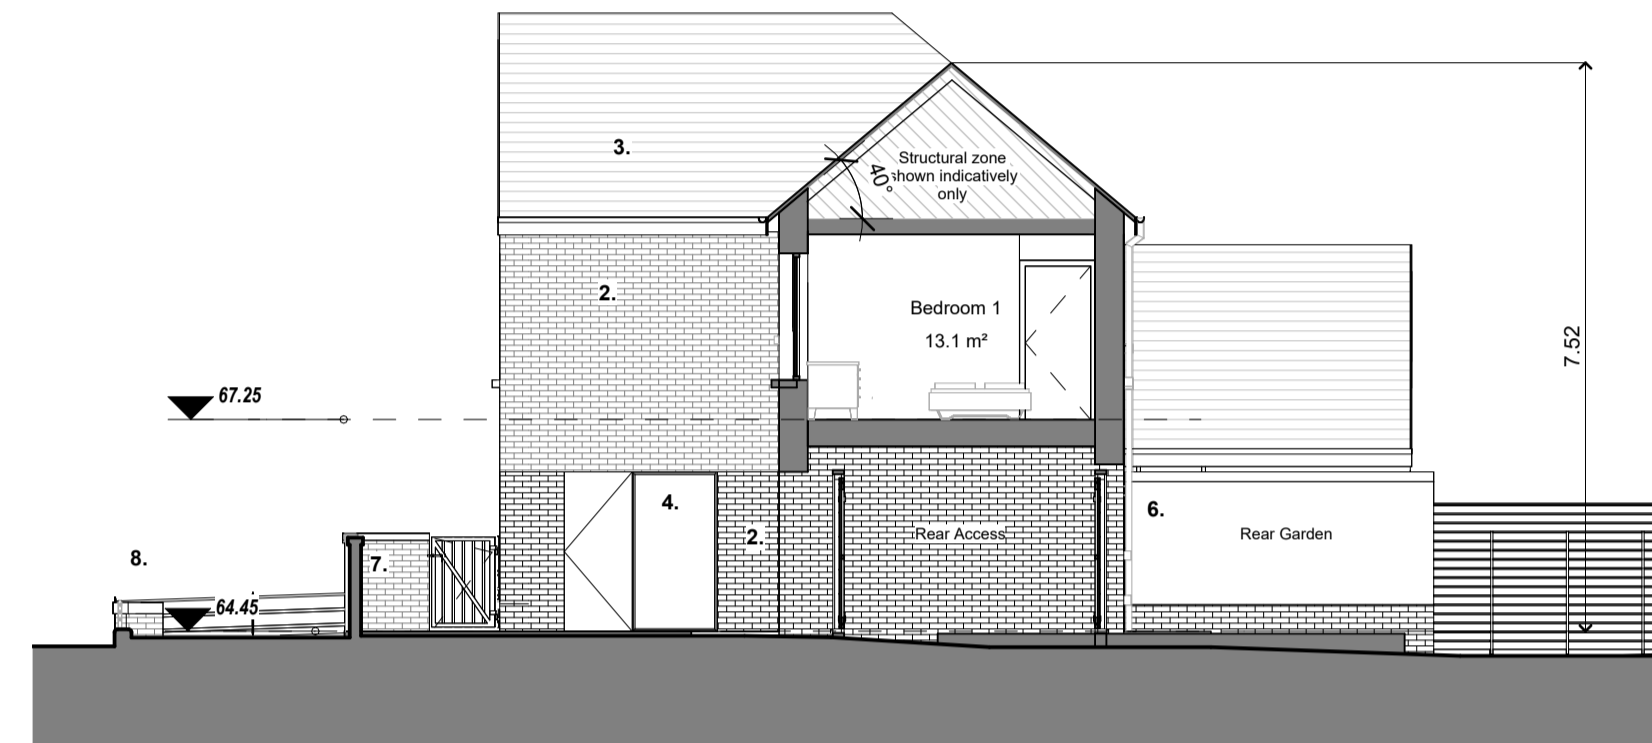 3.
40°
Structural zone
shown indicatively
only
2.
Bedroom 1
13.1 m²
7.52
67.25
4.
6.
2.
Rear Access
Rear Garden
8.
7.
64.45